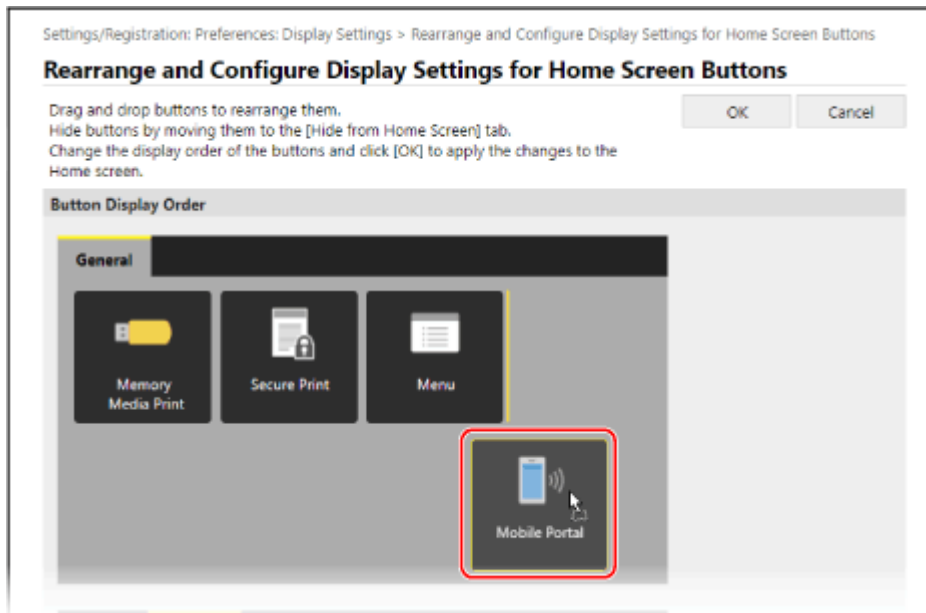 Settings/Registration: Preferences: Display Settings > Rearrange and Configure Display Settings for Home Screen Buttons
Rearrange and Configure Display Settings for Home Screen Buttons
Drag and drop buttons to rearrange them.
Hide buttons by moving them to the [Hide from Home Screen] tab.
Change the display order of the buttons and click [OK] to apply the changes to the
Home screen.
OK
Cancel
Button Display Order
General
Memory
Media Print
Secure Print
Menu
Mobile Portal